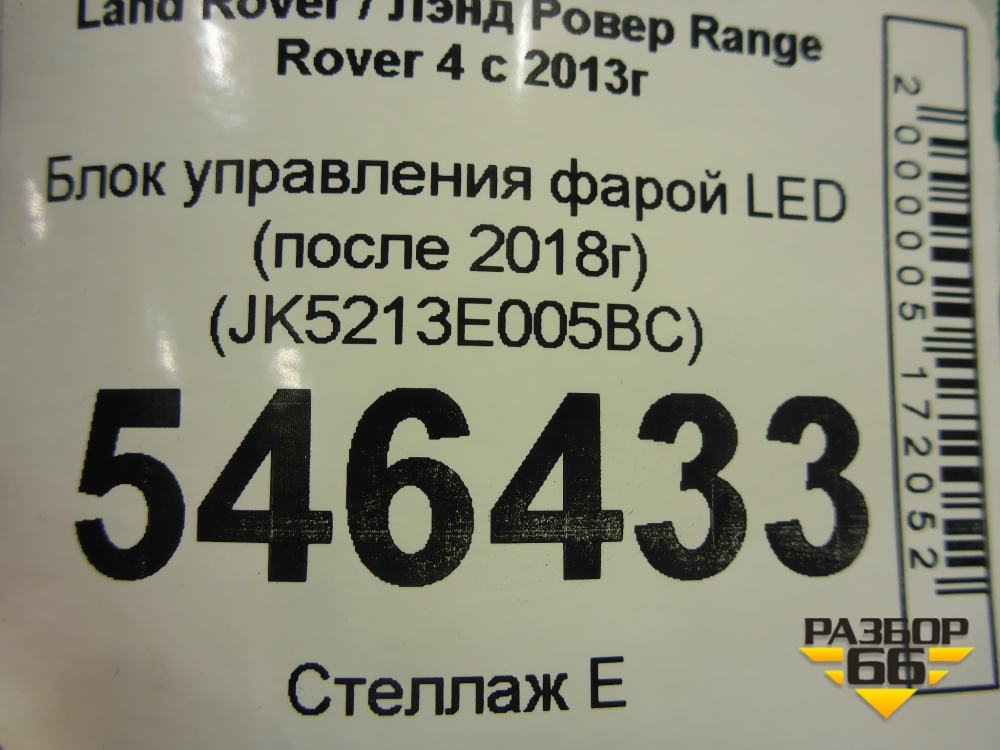 Land Rover / Лэнд Ровер Range
Rover 4 с 2013г
Блок управления фарой LED
(после 2018г)
(JK5213E005BC)
546433
Стеллаж Е
2000005172052
РАЗБОР
66